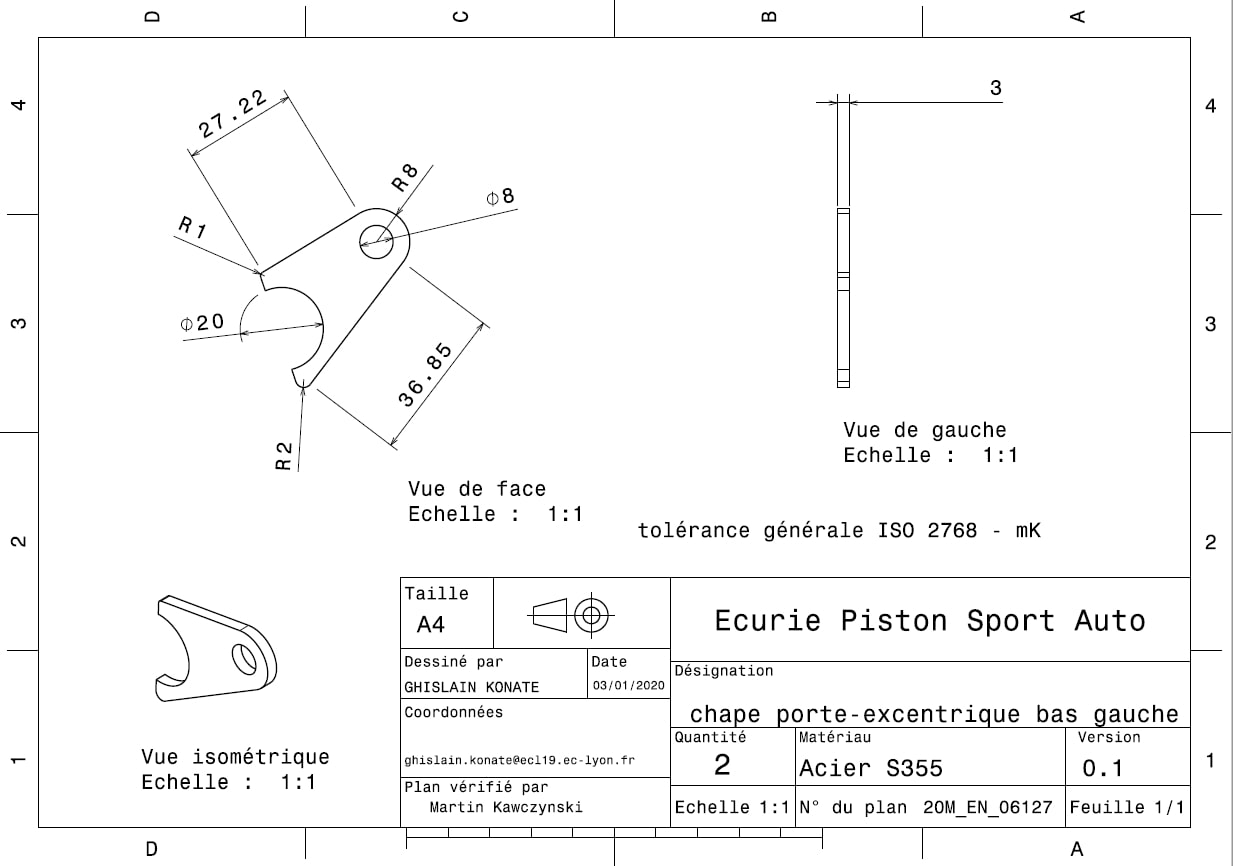 D C B A
4
27.22
3
4
R8
Φ8
R1
3
Φ20
36.85
3
R2
Vue de gauche
Echelle : 1:1
Vue de face
Echelle : 1:1
tolérance générale ISO 2768 - mK
2
2
Taille
A4
Ecurie Piston Sport Auto
Dessiné par
GHISLAIN KONATE
Date
03/01/2020
Désignation
chape porte-excentrique bas gauche
Coordonnées
ghislain.konate@ecl19.ec-lyon.fr
Quantité
2
Matériau
Acier S355
Version
0.1
Vue isométrique
Echelle : 1:1
1
1
Plan vérifié par
Martin Kawczynski
Echelle 1:1
N° du plan 20M_EN_06127
Feuille 1/1
D A